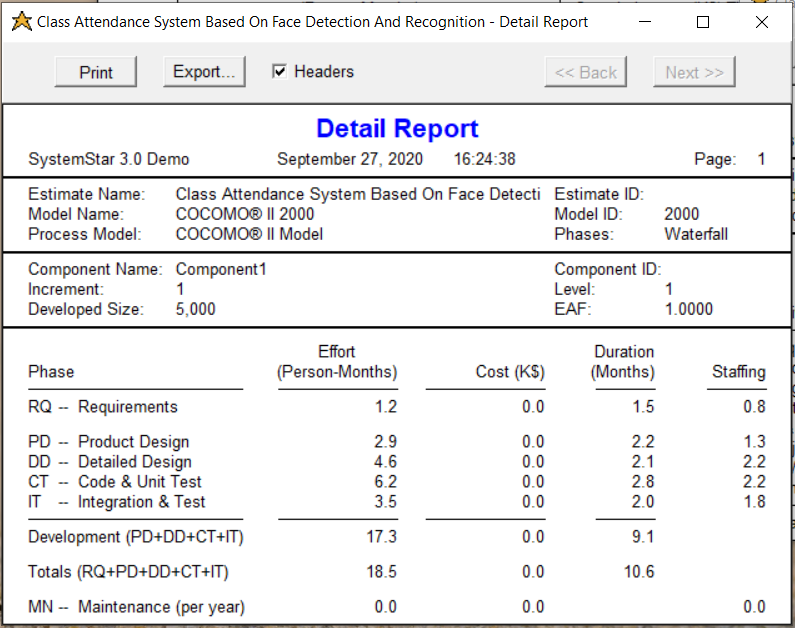 Class Attendance System Based On Face Detection And Recognition - Detail Report
Print Export... Headers << Back Next >>
Detail Report
SystemStar 3.0 Demo September 27, 2020 16:24:38 Page: 1
Estimate Name: Class Attendance System Based On Face Detecti Estimate ID:
Model Name: COCOMO® II 2000 Model ID: 2000
Process Model: COCOMO® II Model Phases: Waterfall
Component Name: Component1 Component ID:
Increment: 1 Level: 1
Developed Size: 5,000 EAF: 1.0000
Effort Duration
Phase (Person-Months) Cost (K$) (Months) Staffing
RQ -- Requirements 1.2 0.0 1.5 0.8
PD -- Product Design 2.9 0.0 2.2 1.3
DD -- Detailed Design 4.6 0.0 2.1 2.2
CT -- Code & Unit Test 6.2 0.0 2.8 2.2
IT -- Integration & Test 3.5 0.0 2.0 1.8
Development (PD+DD+CT+IT) 17.3 0.0 9.1
Totals (RQ+PD+DD+CT+IT) 18.5 0.0 10.6
MN -- Maintenance (per year) 0.0 0.0 0.0